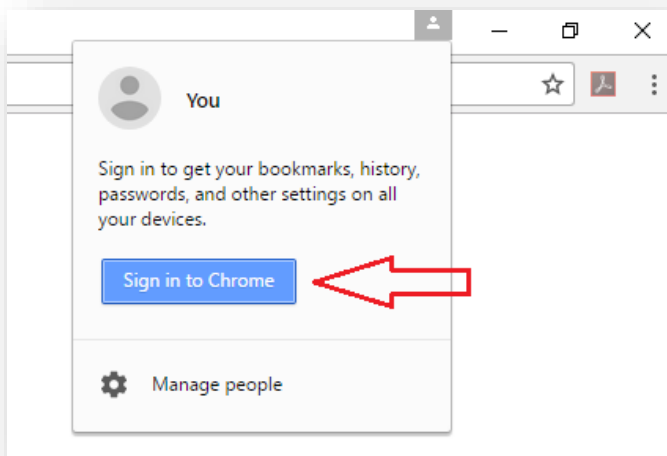 You
Sign in to get your bookmarks, history,
passwords, and other settings on all
your devices.
Sign in to Chrome
Manage people